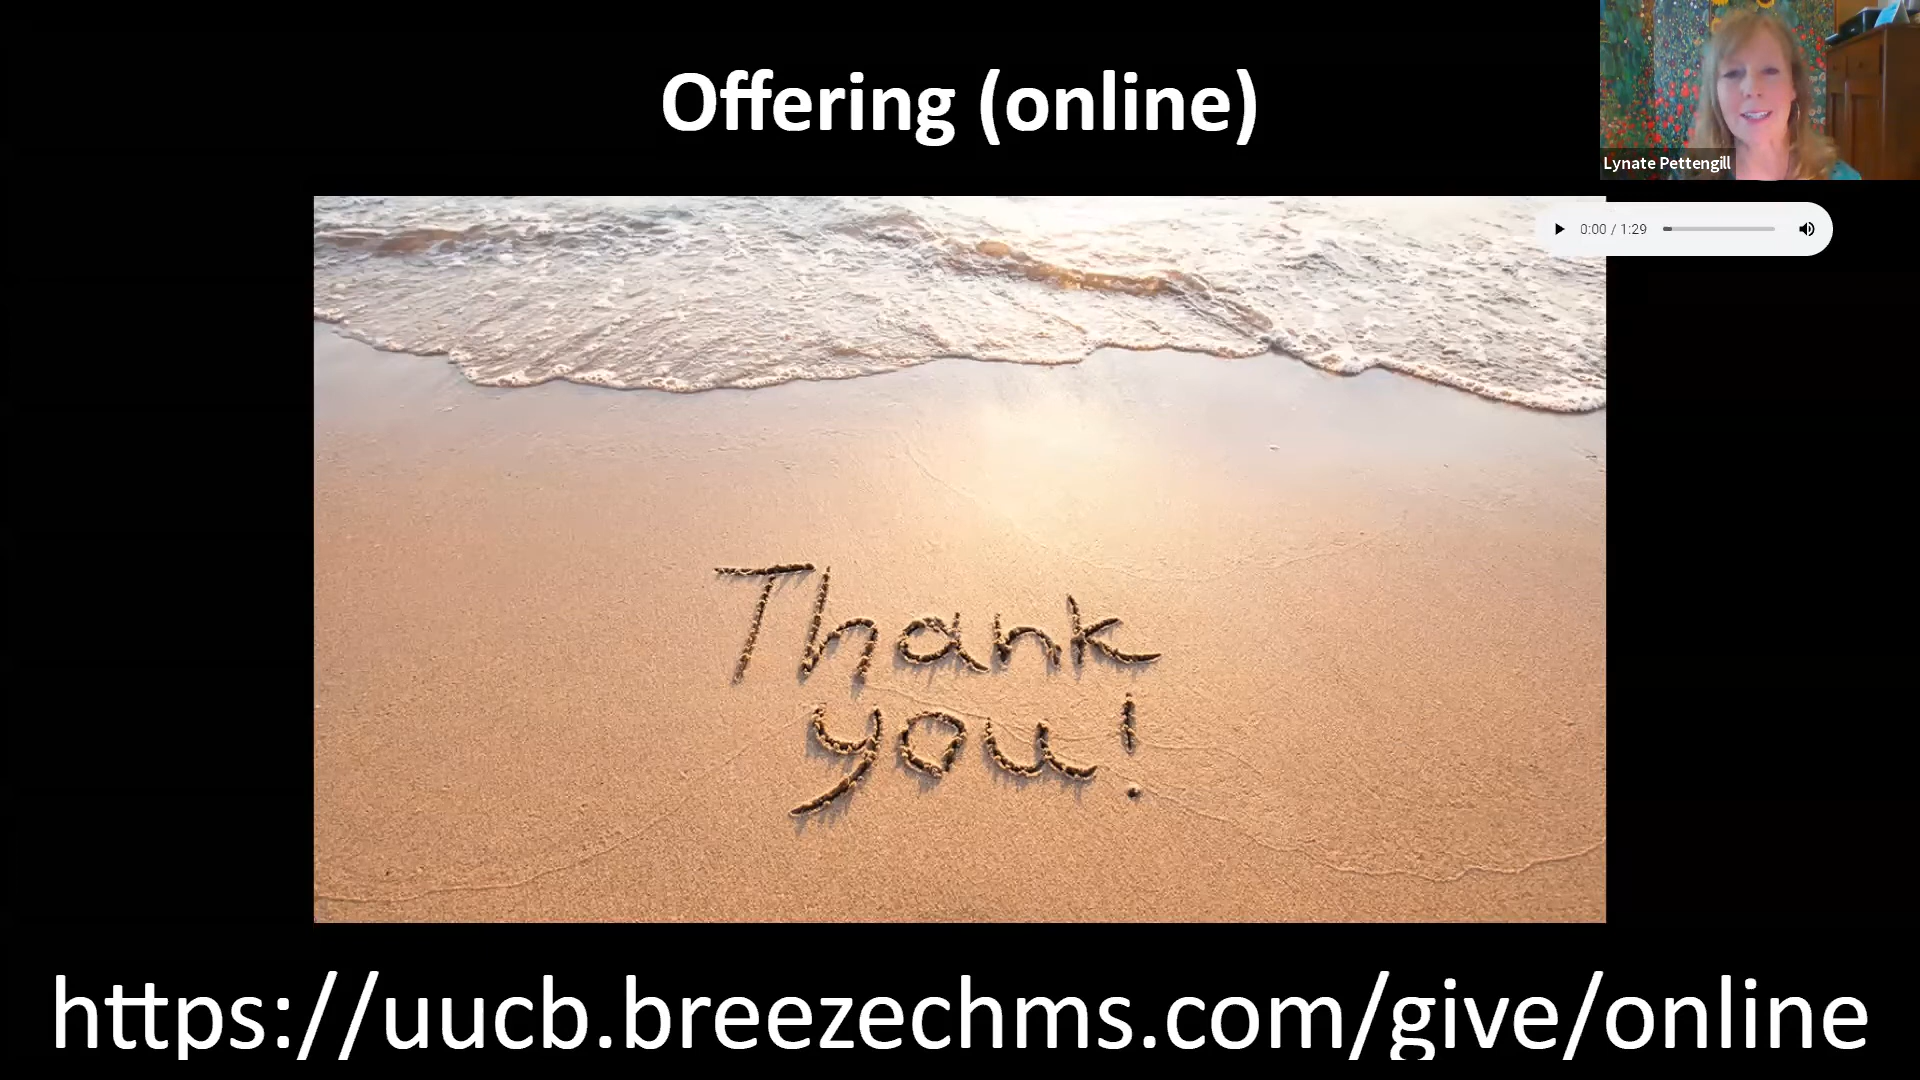 Offering (online)
Lynate Pettengill
0:00 / 1:29
Thank
you!
https://uucb.breezechms.com/give/online